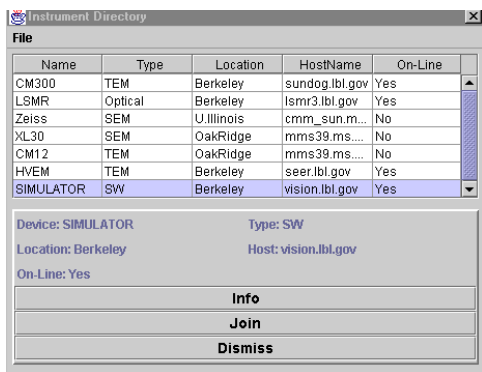 Instrument Directory
File
Name Type Location HostName On-Line
CM300 TEM Berkeley sundog.lbl.gov Yes
LSMR Optical Berkeley lsmr3.lbl.gov Yes
Zeiss SEM U.Illinois cmm_sun.m... No
XL30 SEM OakRidge mms39.ms.... No
CM12 TEM OakRidge mms39.ms.... No
HVEM TEM Berkeley seer.lbl.gov Yes
SIMULATOR SW Berkeley vision.lbl.gov Yes
Device: SIMULATOR Type: SW
Location: Berkeley Host: vision.lbl.gov
On-Line: Yes
Info
Join
Dismiss